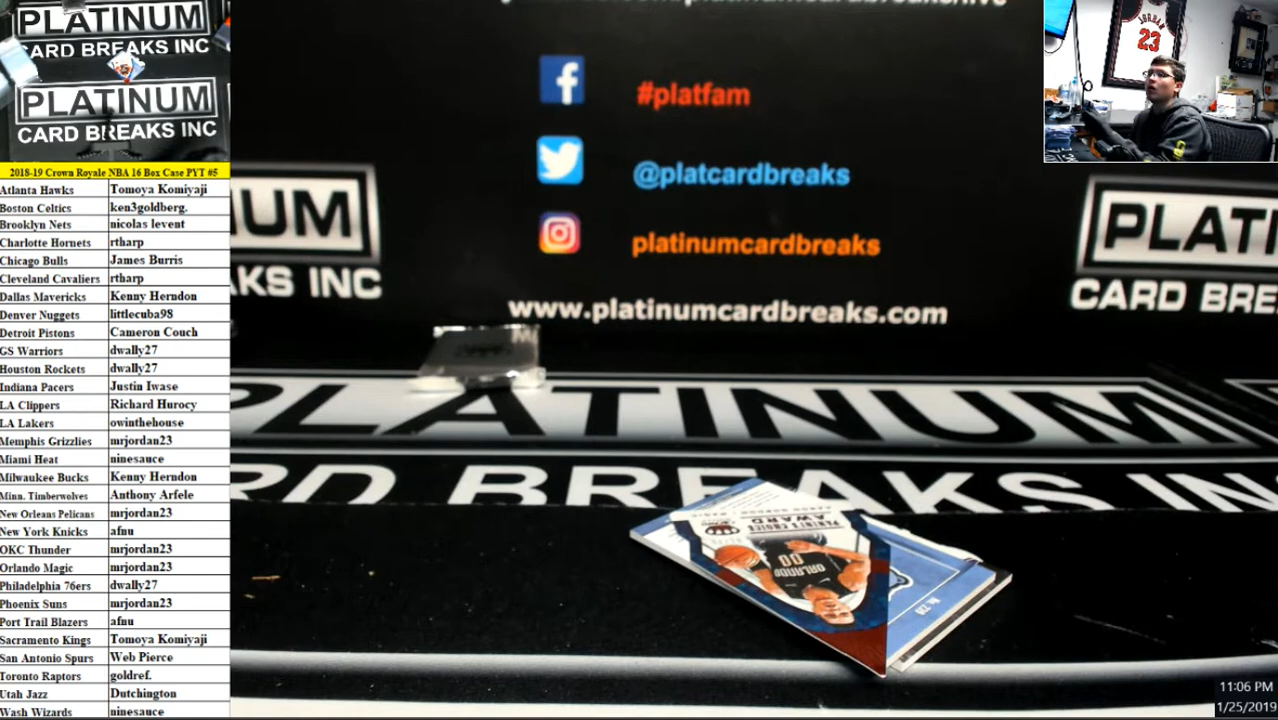 PLATINUM
CARD BREAKS INC
PLATINUM
CARD BREAKS INC
2018-19 Crown Royale NBA 16 Box Case PYT #5
Atlanta Hawks Tomoya Komiyaji
Boston Celtics ken3goldberg.
Brooklyn Nets nicolas levent
Charlotte Hornets rtharp
Chicago Bulls James Burris
Cleveland Cavaliers rtharp
Dallas Mavericks Kenny Herndon
Denver Nuggets littlecuba98
Detroit Pistons Cameron Couch
GS Warriors dwally27
Houston Rockets dwally27
Indiana Pacers Justin Iwase
LA Clippers Richard Hurocy
LA Lakers owinthehouse
Memphis Grizzlies mrjordan23
Miami Heat ninesauce
Milwaukee Bucks Kenny Herndon
Minn. Timberwolves Anthony Arfele
New Orleans Pelicans mrjordan23
New York Knicks afnu
OKC Thunder mrjordan23
Orlando Magic mrjordan23
Philadelphia 76ers dwally27
Phoenix Suns mrjordan23
Port Trail Blazers afnu
Sacramento Kings Tomoya Komiyaji
San Antonio Spurs Web Pierce
Toronto Raptors goldref.
Utah Jazz Dutchington
Wash Wizards ninesauce
#platfam
@platcardbreaks
platinumcardbreaks
www.platinumcardbreaks.com
UM
KS INC
PLATI
CARD BRE
PLATINUM
RD BREAKS IN
PANINI'S CHOICE
AWARD
ORLANDO
00
JORDAN
23
11:06 PM
1/25/2019